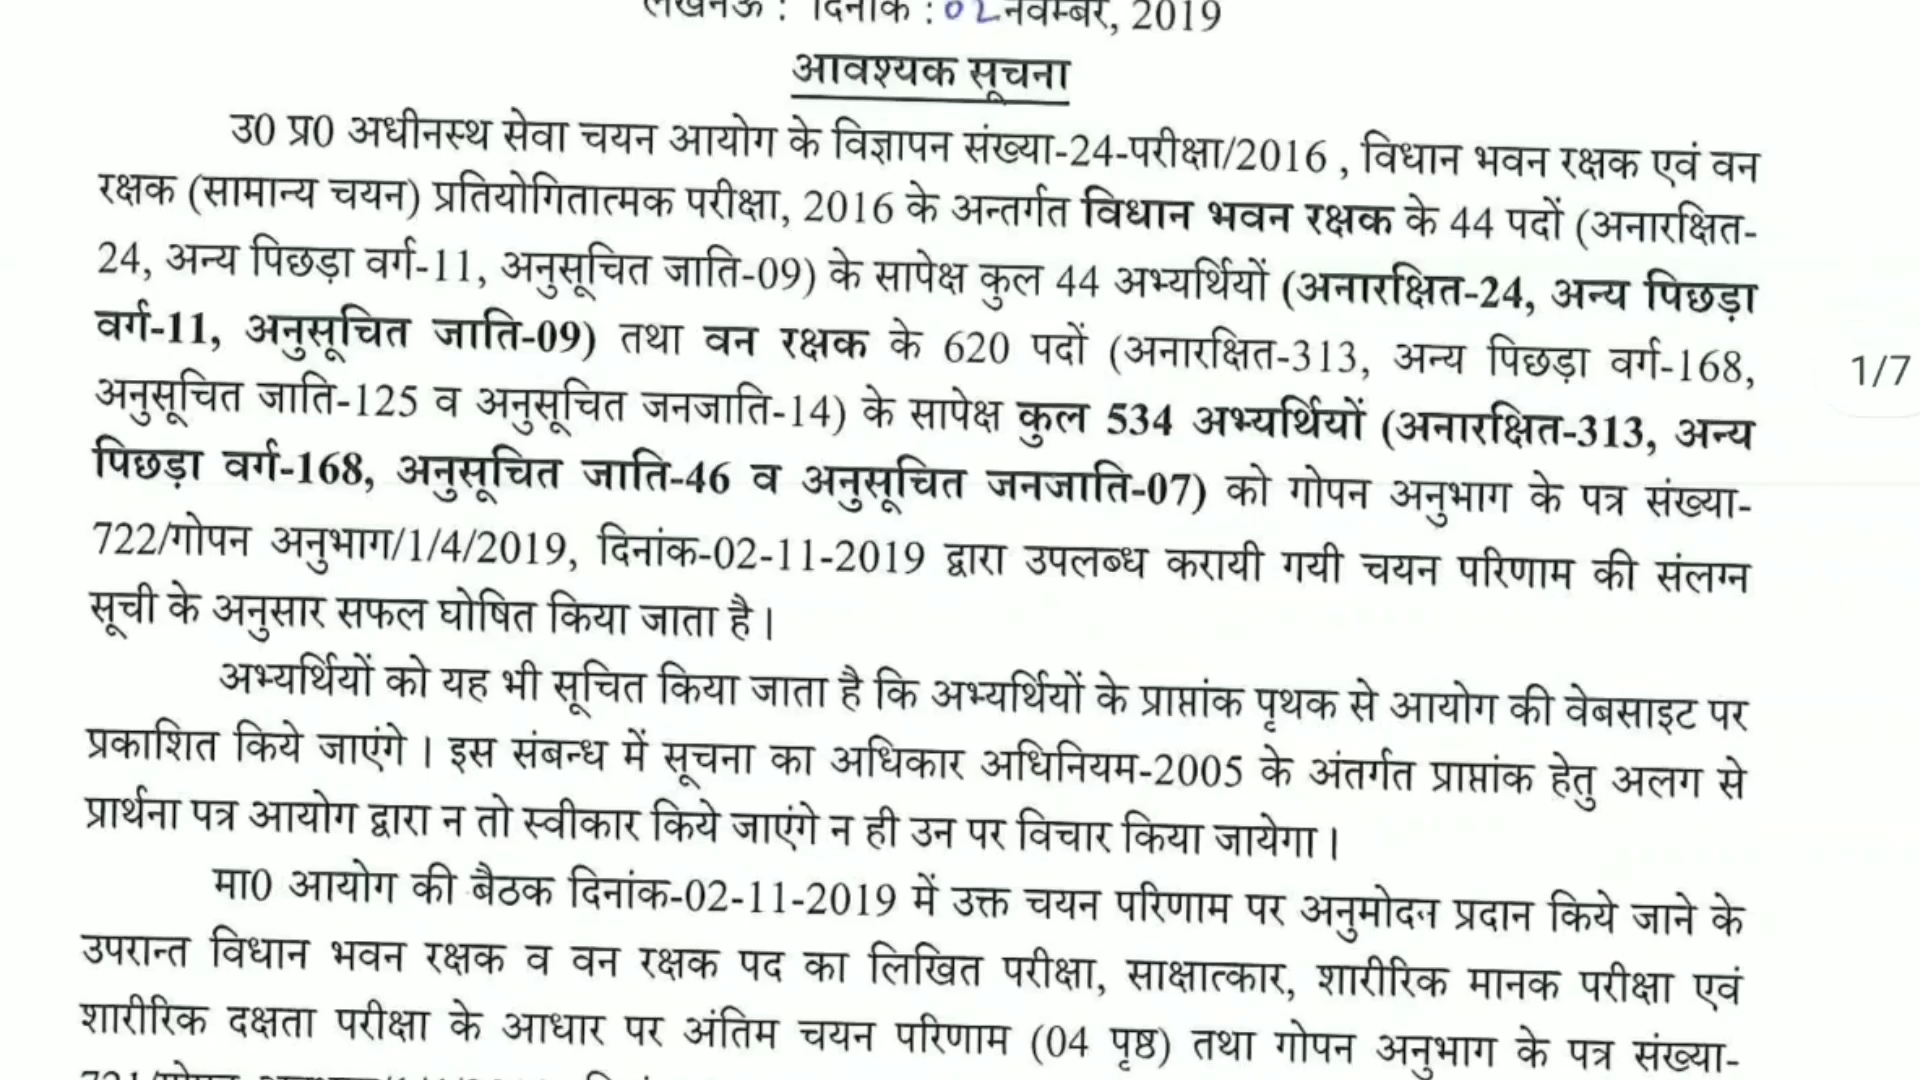 लखनऊ : दिनांक : 02 नवम्बर, 2019
आवश्यक सूचना
उ0 प्र0 अधीनस्थ सेवा चयन आयोग के विज्ञापन संख्या-24-परीक्षा/2016 , विधान भवन रक्षक एवं वन
रक्षक (सामान्य चयन) प्रतियोगितात्मक परीक्षा, 2016 के अन्तर्गत विधान भवन रक्षक के 44 पदों (अनारक्षित-
24, अन्य पिछड़ा वर्ग-11, अनुसूचित जाति-09) के सापेक्ष कुल 44 अभ्यर्थियों (अनारक्षित-24, अन्य पिछड़ा
वर्ग-11, अनुसूचित जाति-09) तथा वन रक्षक के 620 पदों (अनारक्षित-313, अन्य पिछड़ा वर्ग-168,
1/7
अनुसूचित जाति-125 व अनुसूचित जनजाति-14) के सापेक्ष कुल 534 अभ्यर्थियों (अनारक्षित-313, अन्य
पिछड़ा वर्ग-168, अनुसूचित जाति-46 व अनुसूचित जनजाति-07) को गोपन अनुभाग के पत्र संख्या-
722/गोपन अनुभाग/1/4/2019, दिनांक-02-11-2019 द्वारा उपलब्ध करायी गयी चयन परिणाम की संलग्न
सूची के अनुसार सफल घोषित किया जाता है।
अभ्यर्थियों को यह भी सूचित किया जाता है कि अभ्यर्थियों के प्राप्तांक पृथक से आयोग की वेबसाइट पर
प्रकाशित किये जाएंगे। इस संबन्ध में सूचना का अधिकार अधिनियम-2005 के अंतर्गत प्राप्तांक हेतु अलग से
प्रार्थना पत्र आयोग द्वारा न तो स्वीकार किये जाएंगे न ही उन पर विचार किया जायेगा।
मा0 आयोग की बैठक दिनांक-02-11-2019 में उक्त चयन परिणाम पर अनुमोदन प्रदान किये जाने के
उपरान्त विधान भवन रक्षक व वन रक्षक पद का लिखित परीक्षा, साक्षात्कार, शारीरिक मानक परीक्षा एवं
शारीरिक दक्षता परीक्षा के आधार पर अंतिम चयन परिणाम (04 पृष्ठ) तथा गोपन अनुभाग के पत्र संख्या-